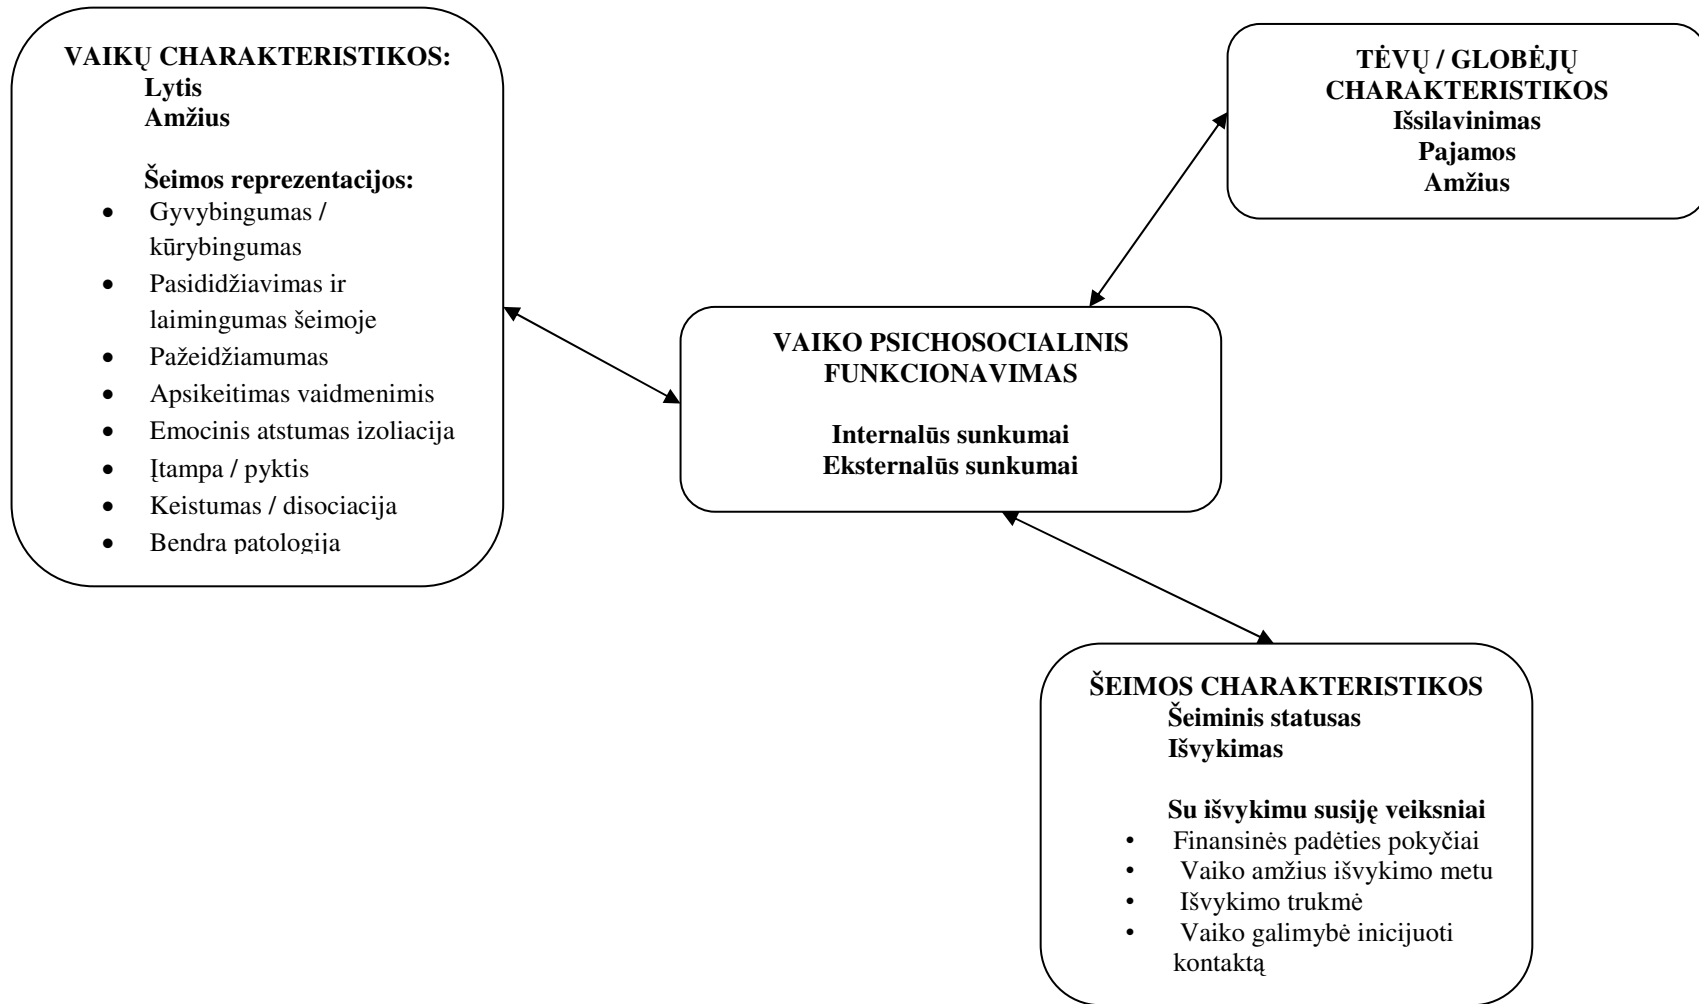 VAIKŲ CHARAKTERISTIKOS:
Lytis
Amžius
Šeimos reprezentacijos:
• Gyvybingumas /
kūrybingumas
• Pasididžiavimas ir
laimingumas šeimoje
• Pažeidžiamumas
• Apsikeitimas vaidmenimis
• Emocinis atstumas izoliacija
• Įtampa / pyktis
• Keistumas / disociacija
• Bendra patologija
TĖVŲ / GLOBĖJŲ
CHARAKTERISTIKOS
Išsilavinimas
Pajamos
Amžius
VAIKO PSICHOSOCIALINIS
FUNKCIONAVIMAS
Internalūs sunkumai
Eksternalūs sunkumai
ŠEIMOS CHARAKTERISTIKOS
Šeiminis statusas
Išvykimas
Su išvykimu susiję veiksniai
• Finansinės padėties pokyčiai
• Vaiko amžius išvykimo metu
• Išvykimo trukmė
• Vaiko galimybė inicijuoti
kontaktą